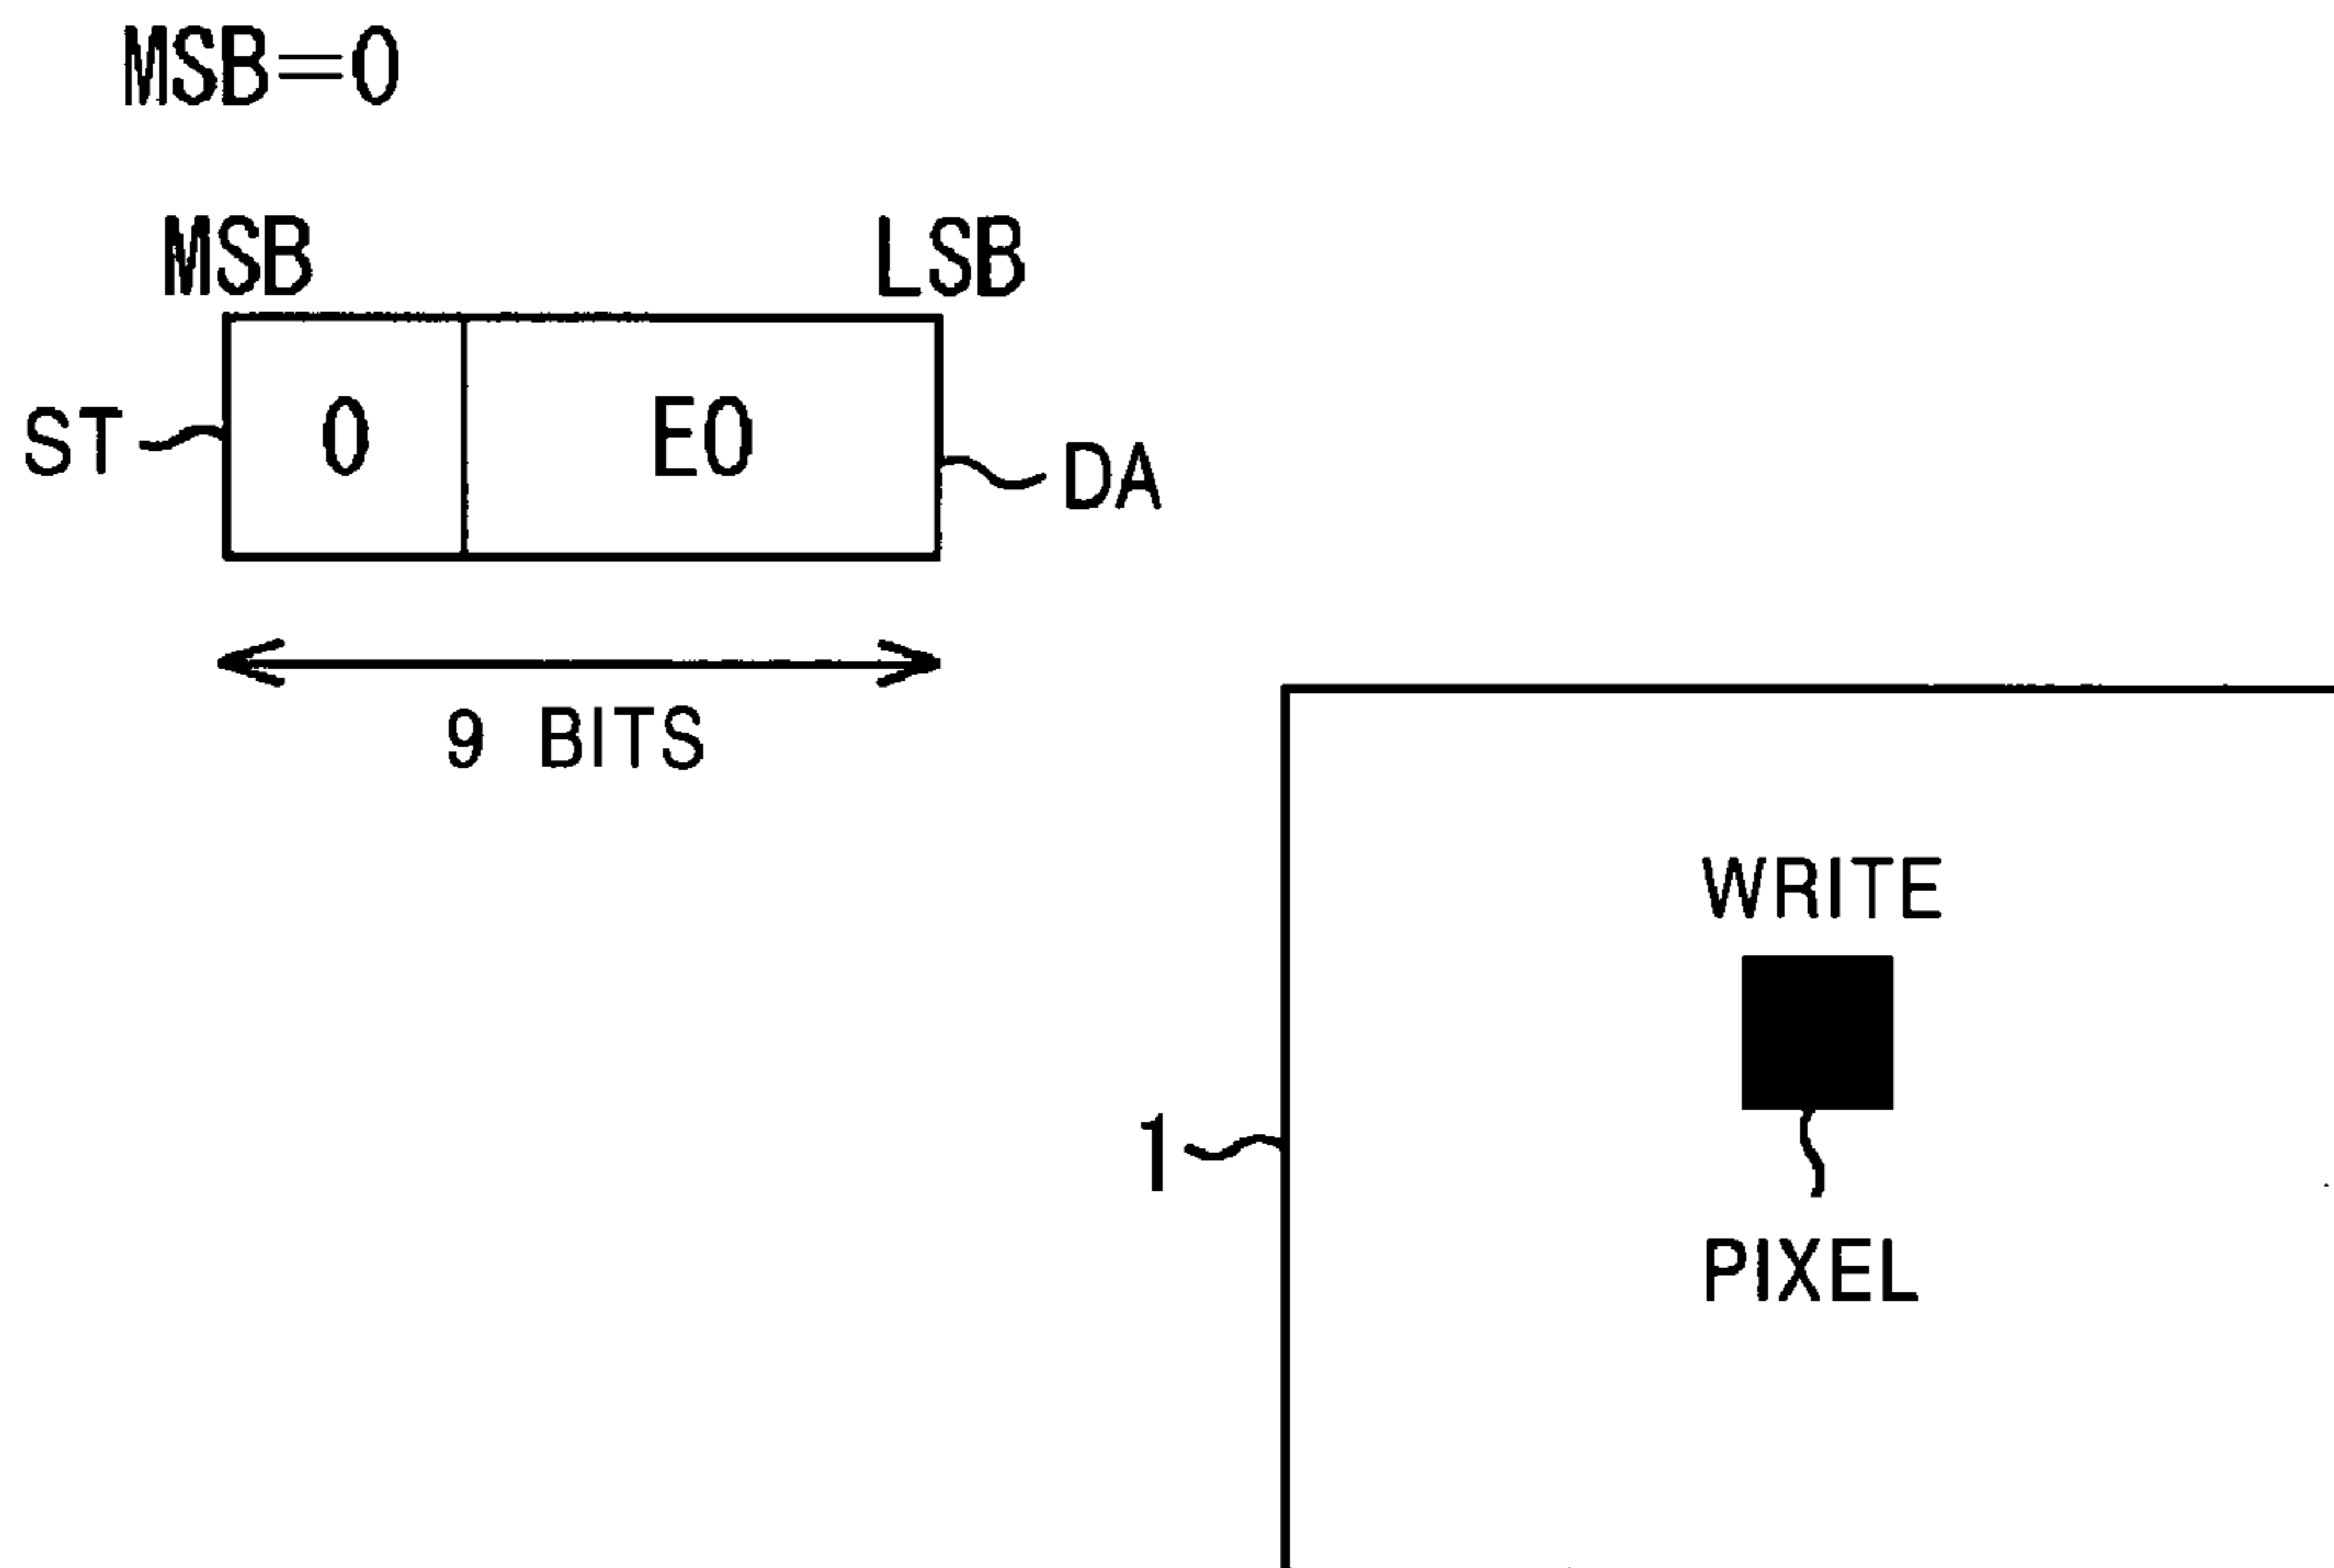 MSB=0
MSB LSB
ST 0 E0 DA
9 BITS
WRITE
1
PIXEL